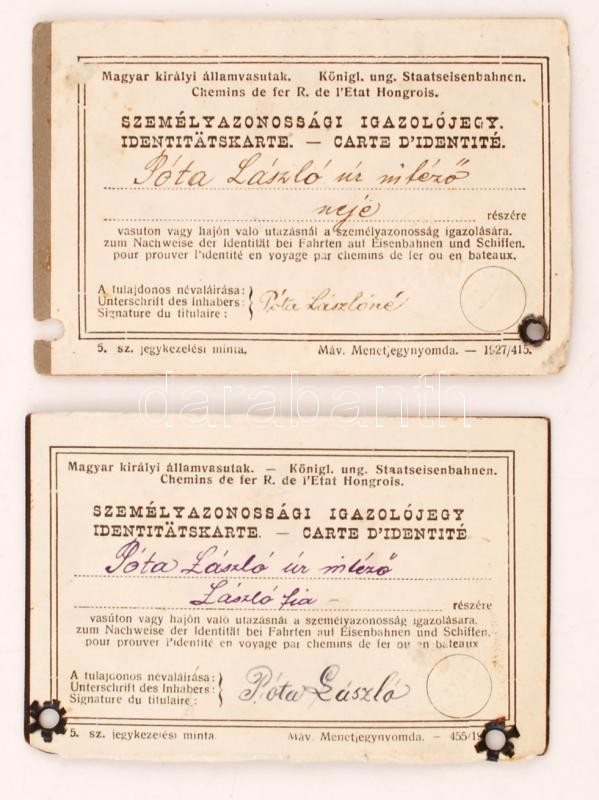 Magyar királyi államvasutak. Königl. ung. Staatseisenbahnen.
Chemins de fer R. de l'Etat Hongrois.
SZEMÉLYAZONOSSÁGI IGAZOLÓJEGY.
IDENTITÄTSKARTE. — CARTE D'IDENTITÉ.
Póta László úr intéző
neje részére
vasuton vagy hajón való utazásnál a személyazonosság igazolására.
zum Nachweise der Identität bei Fahrten auf Eisenbahnen und Schiffen.
pour prouver l'identité en voyage par chemins de fer ou en bateaux.
A tulajdonos névaláirása:
Unterschrift des Inhabers:
Signature du titulaire:
Póta Lászlóné
5. sz. jegykezelési minta. Máv. Menetjegynyomda. — 1927/415.
darabanth
Magyar királyi államvasutak. — Königl. ung. Staatseisenbahnen.
Chemins de fer R. de l'Etat Hongrois.
SZEMÉLYAZONOSSÁGI IGAZOLÓJEGY
IDENTITÄTSKARTE. — CARTE D'IDENTITÉ
Póta László úr intéző
László fia — részére
vasúton vagy hajón való utazásnál a személyazonosság igazolására.
zum Nachweise der Identität bei Fahrten auf Eisenbahnen und Schiffen.
pour prouver l'identité en voyage par chemins de fer ou en bateaux
A tulajdonos névaláirása:
Unterschrift des Inhabers:
Signature du titulaire:
Póta László
5. sz. jegykezelési minta. Máv. Menetjegynyomda. — 455/19